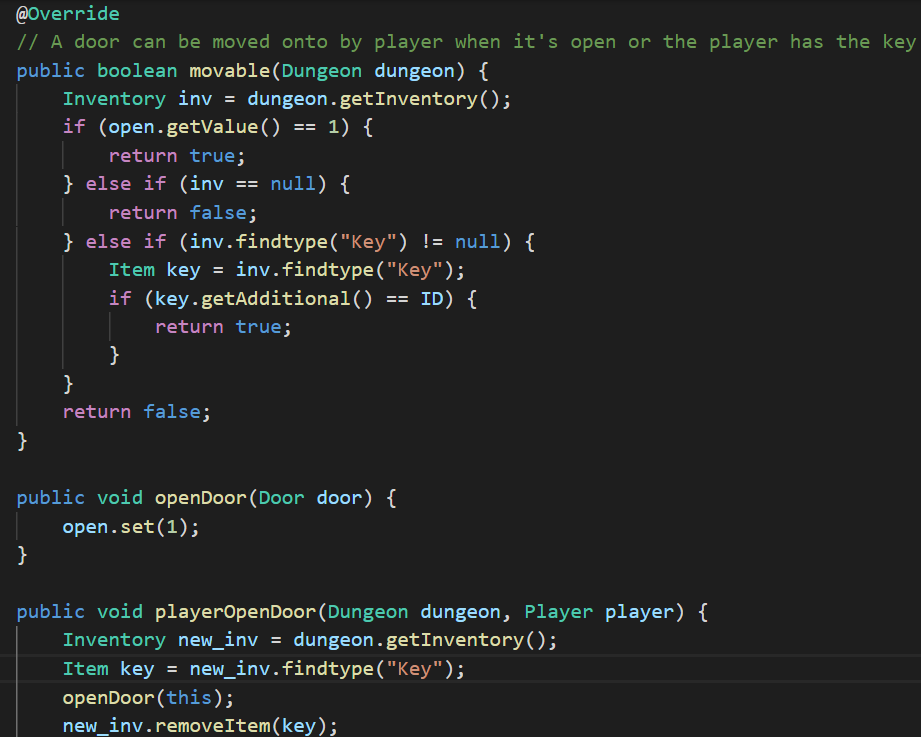 @Override
// A door can be moved onto by player when it's open or the player has the key
public boolean movable(Dungeon dungeon) {
    Inventory inv = dungeon.getInventory();
    if (open.getValue() == 1) {
        return true;
    } else if (inv == null) {
        return false;
    } else if (inv.findtype("Key") != null) {
        Item key = inv.findtype("Key");
        if (key.getAdditional() == ID) {
            return true;
        }
    }
    return false;
}

public void openDoor(Door door) {
    open.set(1);
}

public void playerOpenDoor(Dungeon dungeon, Player player) {
    Inventory new_inv = dungeon.getInventory();
    Item key = new_inv.findtype("Key");
    openDoor(this);
    new_inv.removeItem(key);